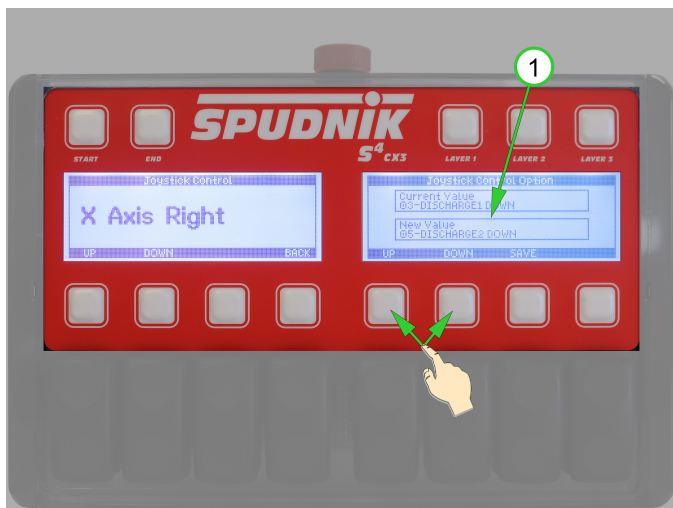 1
SPUDNIK
S4 CX3
START
END
LAYER 1
LAYER 2
LAYER 3
Joystick Control
X Axis Right
UP DOWN BACK
Joystick Control Option
Current Value
03-DISCHARGE1 DOWN
New Value
05-DISCHARGE2 DOWN
UP DOWN SAVE